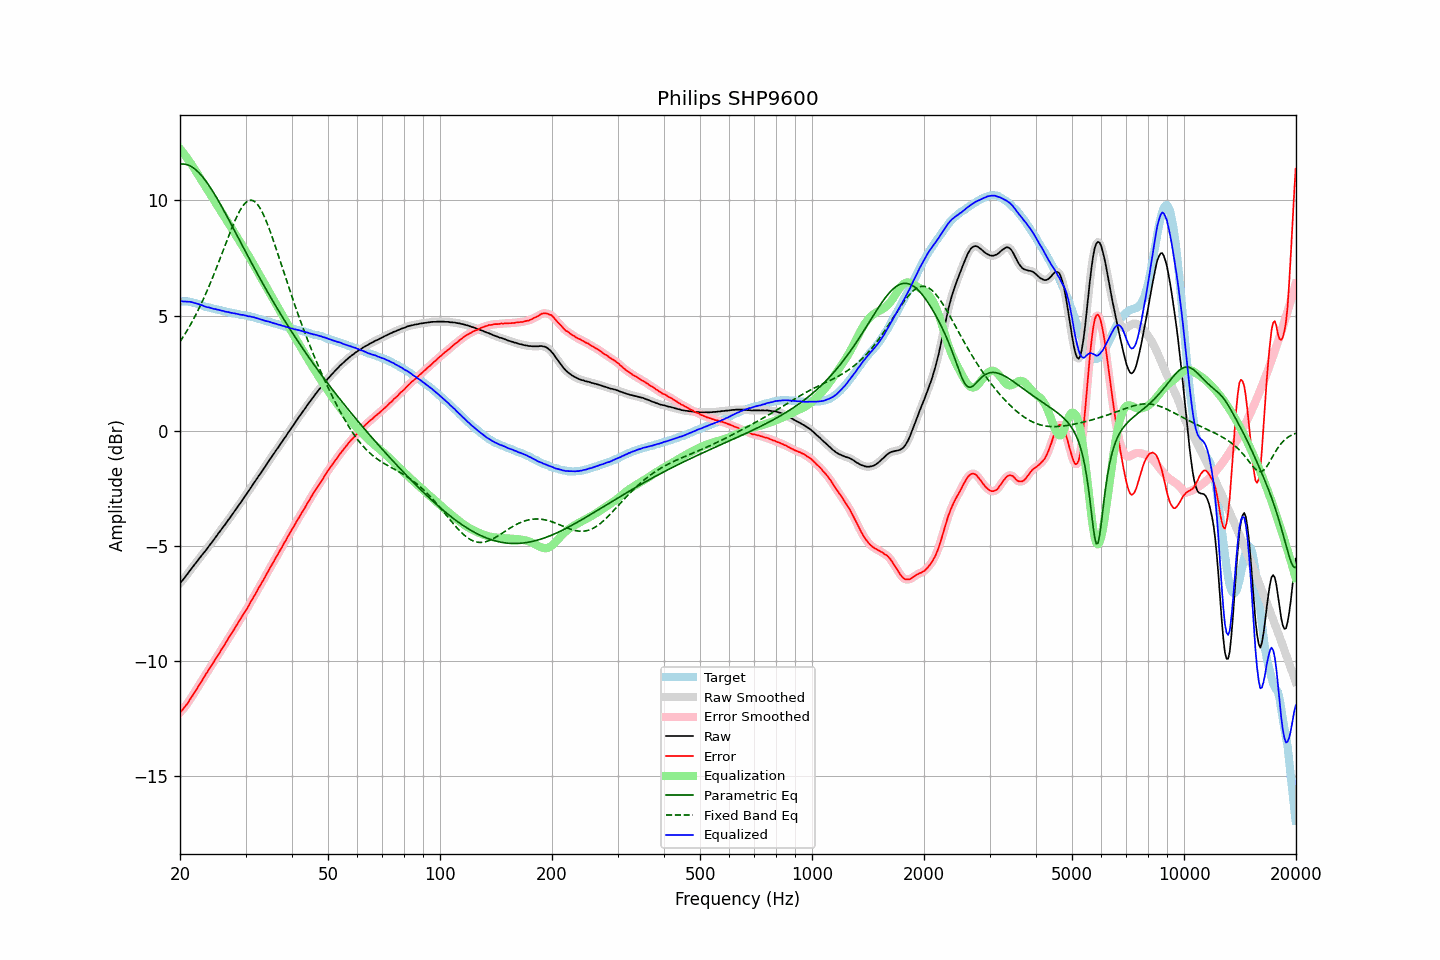 Philips SHP9600
Amplitude (dBr)
10
5
0
−5
−10
−15
20
50
100
200
500
1000
2000
5000
10000
20000
Frequency (Hz)
Target
Raw Smoothed
Error Smoothed
Raw
Error
Equalization
Parametric Eq
Fixed Band Eq
Equalized